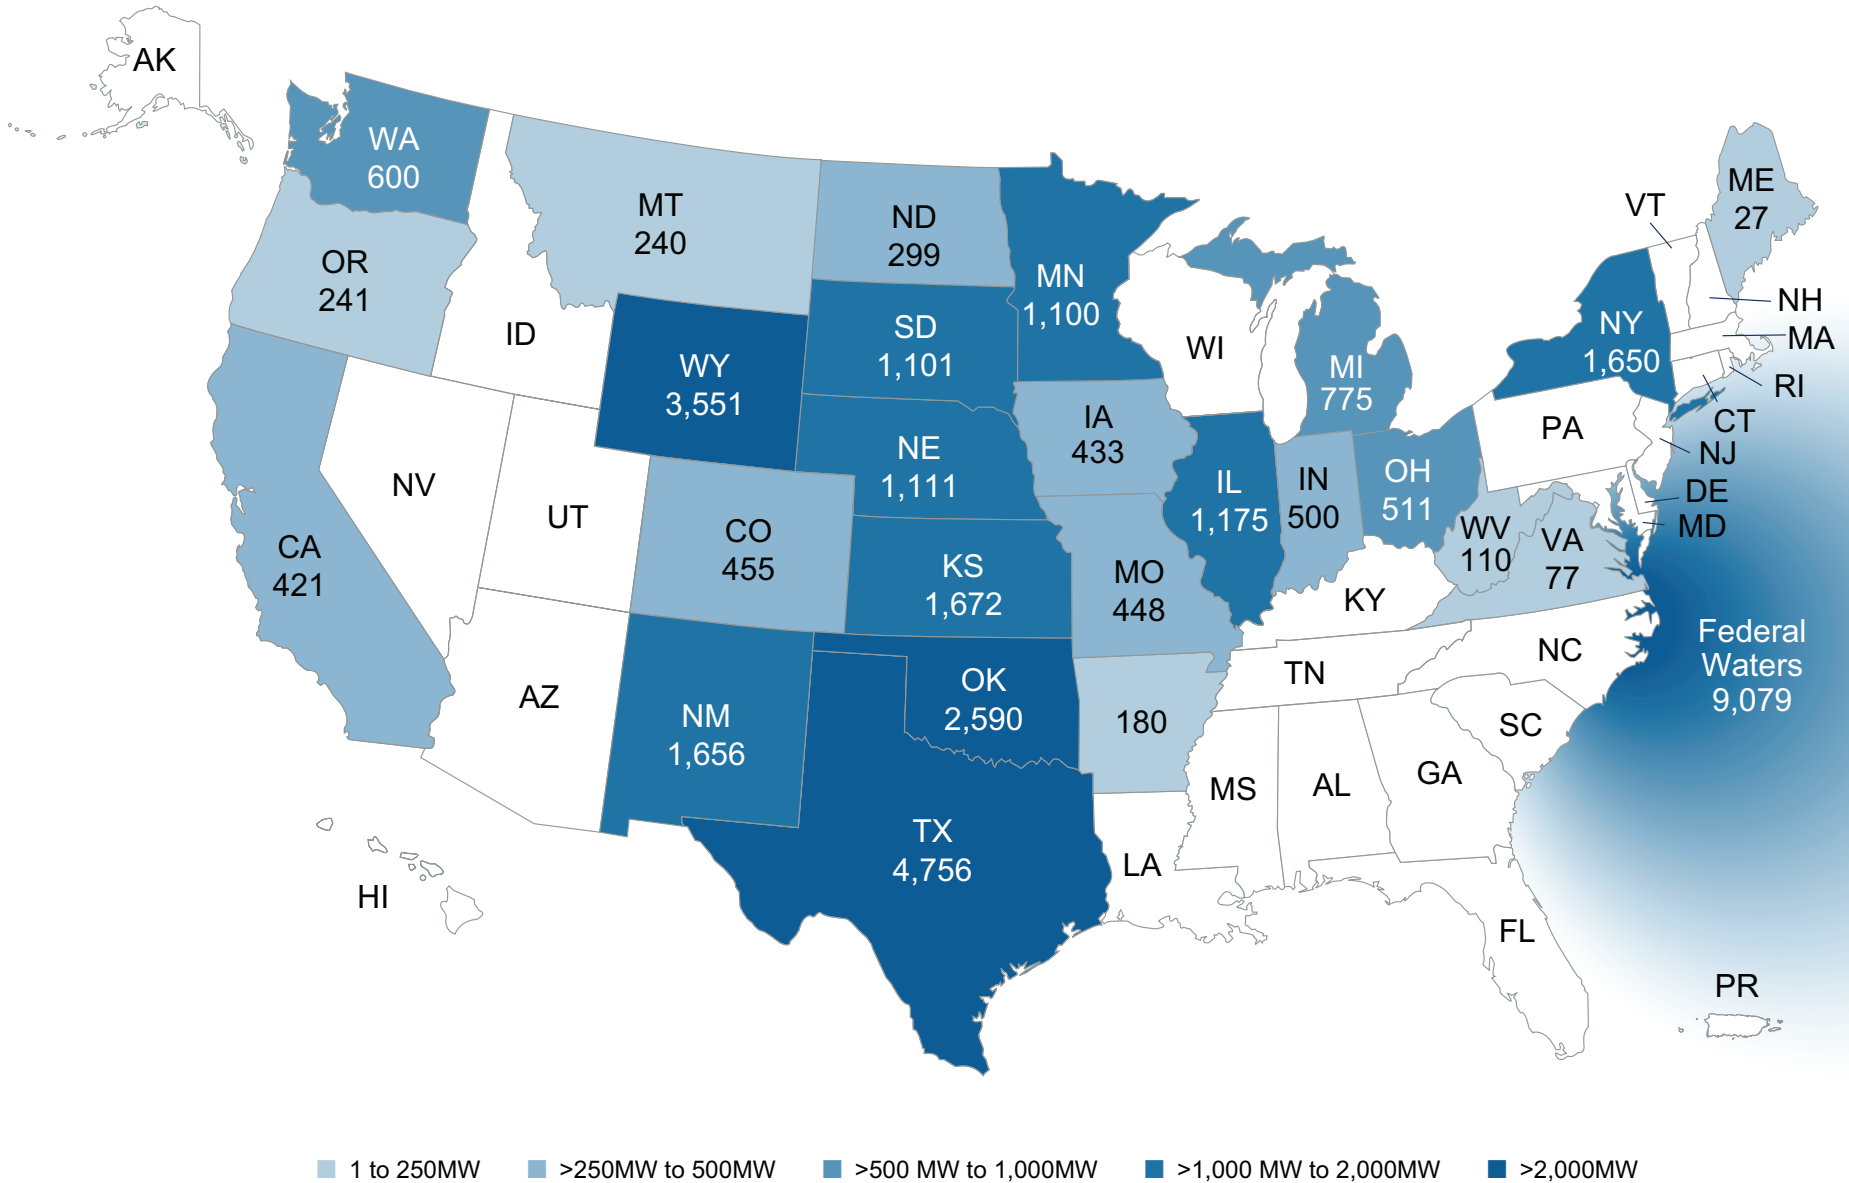 AK
WA
600
MT
240
ND
299
MN
1,100
ME
27
VT
OR
241
ID
WY
3,551
SD
1,101
WI
MI
775
NY
1,650
NH
MA
RI
CT
NJ
DE
MD
NV
UT
CO
455
NE
1,111
IA
433
IL
1,175
IN
500
OH
511
PA
WV
110
VA
77
CA
421
KS
1,672
MO
448
KY
NC
Federal
Waters
9,079
AZ
NM
1,656
OK
2,590
180
TN
SC
TX
4,756
LA
MS
AL
GA
HI
FL
PR
1 to 250MW
>250MW to 500MW
>500 MW to 1,000MW
>1,000 MW to 2,000MW
>2,000MW